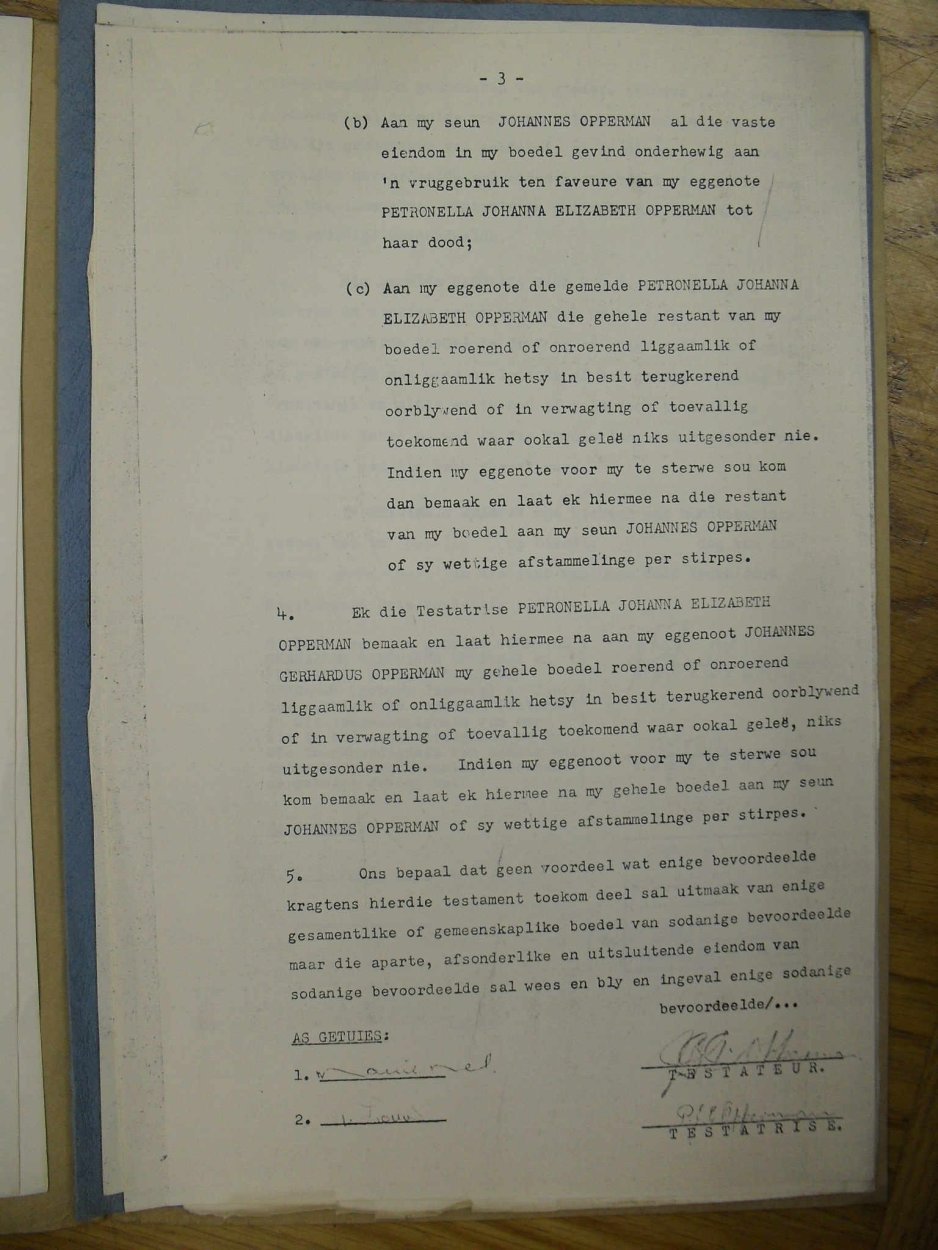 - 3 -
(b) Aan my seun JOHANNES OPPERMAN al die vaste
eiendom in my boedel gevind onderhewig aan
'n vruggebruik ten faveure van my eggenote
PETRONELLA JOHANNA ELIZABETH OPPERMAN tot
haar dood;
(c) Aan my eggenote die gemelde PETRONELLA JOHANNA
ELIZABETH OPPERMAN die gehele restant van my
boedel roerend of onroerend liggaamlik of
onliggaamlik hetsy in besit terugkerend
oorblywend of in verwagting of toevallig
toekomend waar ookal geleë niks uitgesonder nie.
Indien my eggenote voor my te sterwe sou kom
dan bemaak en laat ek hiermee na die restant
van my boedel aan my seun JOHANNES OPPERMAN
of sy wettige afstammelinge per stirpes.
4. Ek die Testatrise PETRONELLA JOHANNA ELIZABETH
OPPERMAN bemaak en laat hiermee na aan my eggenoot JOHANNES
GERHARDUS OPPERMAN my gehele boedel roerend of onroerend
liggaamlik of onliggaamlik hetsy in besit terugkerend oorblywend
of in verwagting of toevallig toekomend waar ookal geleë, niks
uitgesonder nie. Indien my eggenoot voor my te sterwe sou
kom bemaak en laat ek hiermee na my gehele boedel aan my seun
JOHANNES OPPERMAN of sy wettige afstammelinge per stirpes.
5. Ons bepaal dat geen voordeel wat enige bevoordeelde
kragtens hierdie testament toekom deel sal uitmaak van enige
gesamentlike of gemeenskaplike boedel van sodanige bevoordeelde
maar die aparte, afsonderlike en uitsluitende eiendom van
sodanige bevoordeelde sal wees en bly en ingeval enige sodanige
bevoordeelde/...
AS GETUIES:
1.
TESTATEUR.
2.
TESTATRISE.